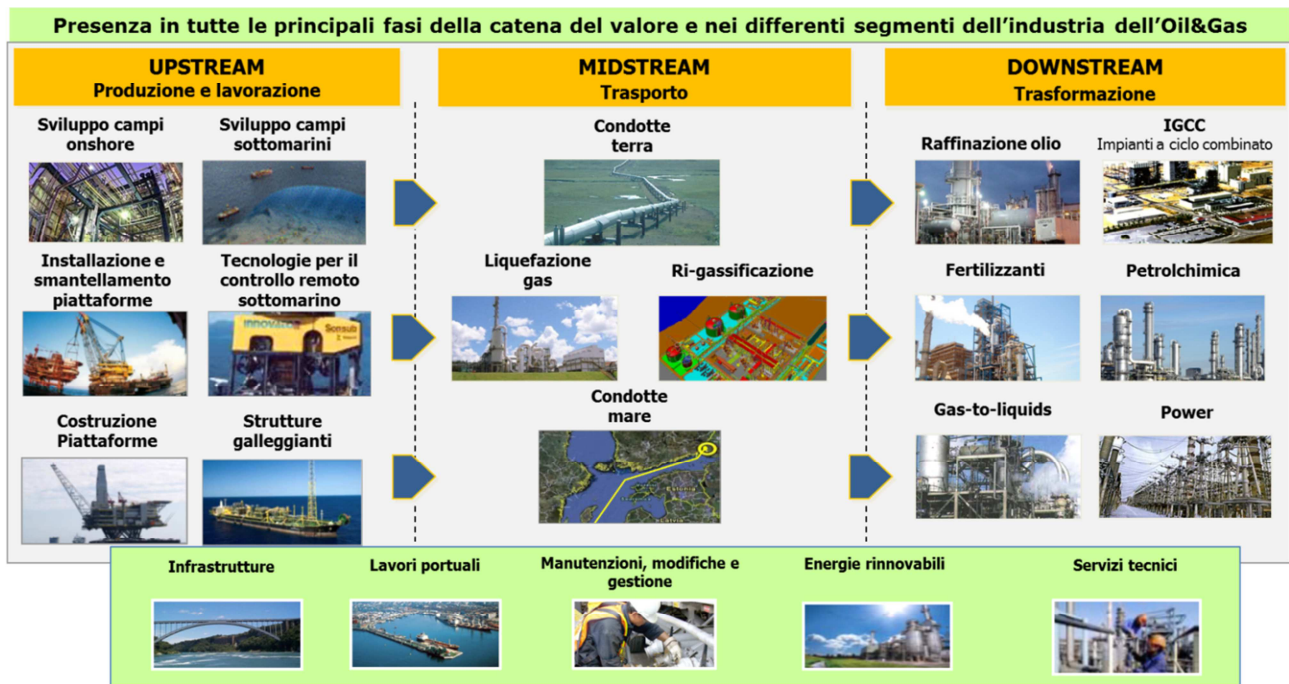 Presenza in tutte le principali fasi della catena del valore e nei differenti segmenti dell'industria dell'Oil&Gas
UPSTREAM
Produzione e lavorazione
Sviluppo campi
onshore
Sviluppo campi
sottomarini
Installazione e
smantellamento
piattaforme
Tecnologie per il
controllo remoto
sottomarino
Costruzione
Piattaforme
Strutture
galleggianti
MIDSTREAM
Trasporto
Condotte
terra
Liquefazione
gas
Ri-gassificazione
Condotte
mare
Estonia
DOWNSTREAM
Trasformazione
Raffinazione olio
IGCC
Impianti a ciclo combinato
Fertilizzanti
Petrolchimica
Gas-to-liquids
Power
Infrastrutture
Lavori portuali
Manutenzioni, modifiche e
gestione
Energie rinnovabili
Servizi tecnici